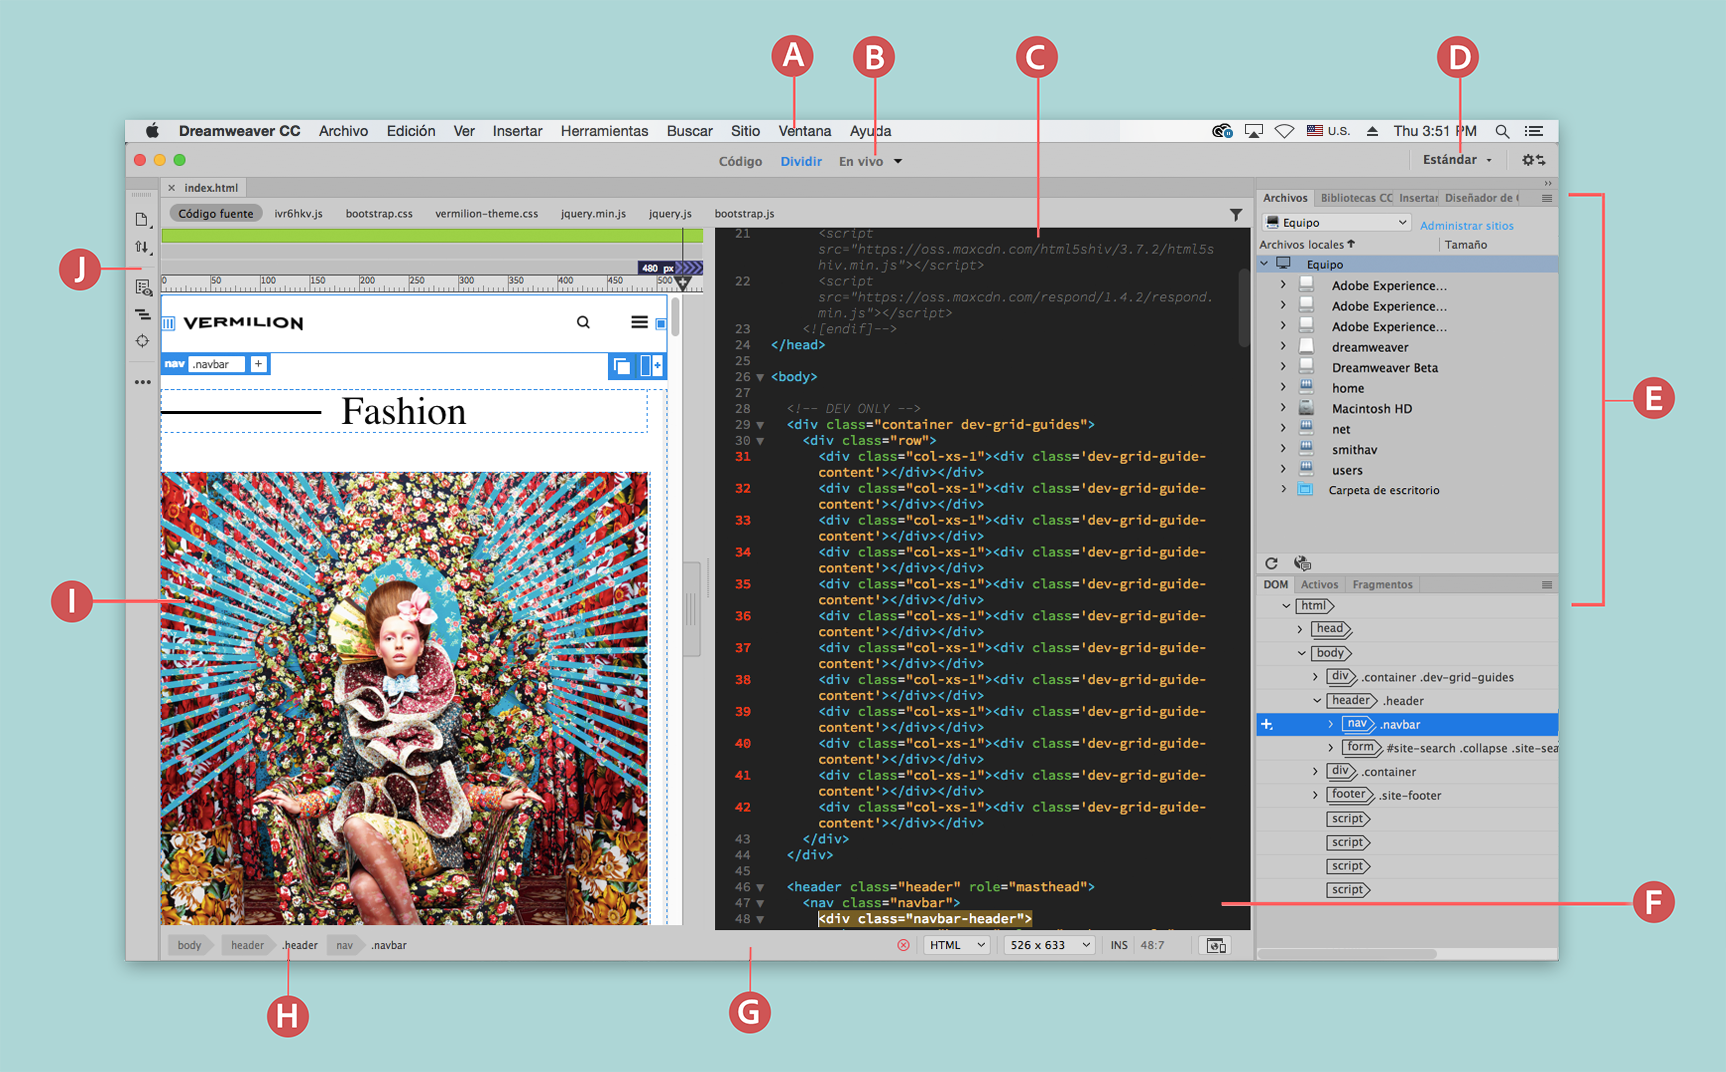 A B C D
Dreamweaver CC Archivo Edición Ver Insertar Herramientas Buscar Sitio Ventana Ayuda U.S. Thu 3:51 PM
Código Dividir En vivo Estándar
index.html
Código fuente ivr6hkv.js bootstrap.css vermilion-theme.css jquery.min.js jquery.js bootstrap.js
480 px
0 50 100 150 200 250 300 350 400 450 500
VERMILION
nav .navbar +
Fashion
21 <script
src="https://oss.maxcdn.com/html5shiv/3.7.2/html5s
hiv.min.js"></script>
22 <script
src="https://oss.maxcdn.com/respond/1.4.2/respond.
min.js"></script>
23 <![endif]-->
24 </head>
25
26 <body>
27
28 <!-- DEV ONLY -->
29 <div class="container dev-grid-guides">
30 <div class="row">
31 <div class="col-xs-1"><div class='dev-grid-guide-
content'></div></div>
32 <div class="col-xs-1"><div class='dev-grid-guide-
content'></div></div>
33 <div class="col-xs-1"><div class='dev-grid-guide-
content'></div></div>
34 <div class="col-xs-1"><div class='dev-grid-guide-
content'></div></div>
35 <div class="col-xs-1"><div class='dev-grid-guide-
content'></div></div>
36 <div class="col-xs-1"><div class='dev-grid-guide-
content'></div></div>
37 <div class="col-xs-1"><div class='dev-grid-guide-
content'></div></div>
38 <div class="col-xs-1"><div class='dev-grid-guide-
content'></div></div>
39 <div class="col-xs-1"><div class='dev-grid-guide-
content'></div></div>
40 <div class="col-xs-1"><div class='dev-grid-guide-
content'></div></div>
41 <div class="col-xs-1"><div class='dev-grid-guide-
content'></div></div>
42 <div class="col-xs-1"><div class='dev-grid-guide-
content'></div></div>
43 </div>
44 </div>
45
46 <header class="header" role="masthead">
47 <nav class="navbar">
48 <div class="navbar-header">
Archivos Bibliotecas CC Insertar Diseñador de
Equipo Administrar sitios
Archivos locales Tamaño
Equipo
Adobe Experience...
Adobe Experience...
Adobe Experience...
dreamweaver
Dreamweaver Beta
home
Macintosh HD
net
smithav
users
Carpeta de escritorio
DOM Activos Fragmentos
html
head
body
div .container .dev-grid-guides
header .header
nav .navbar
form #site-search .collapse .site-sea
div .container
footer .site-footer
script
script
script
script
body header .header nav .navbar
HTML 526 x 633 INS 48:7
J
I
E
F
H
G